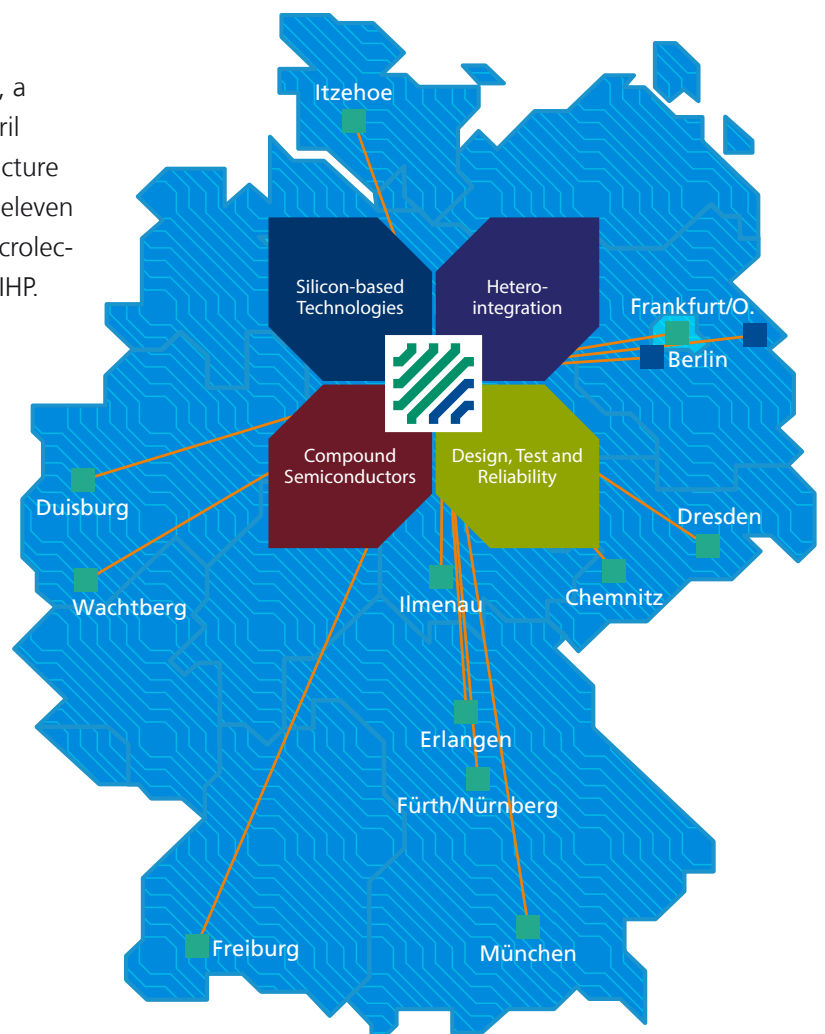 , a
ril
cture
eleven
crolec-
IHP.
Itzehoe
Silicon-based
Technologies
Hetero-
integration
Frankfurt/O.
Berlin
Compound
Semiconductors
Design, Test and
Reliability
Duisburg
Dresden
Wachtberg
Ilmenau
Chemnitz
Erlangen
Fürth/Nürnberg
Freiburg
München